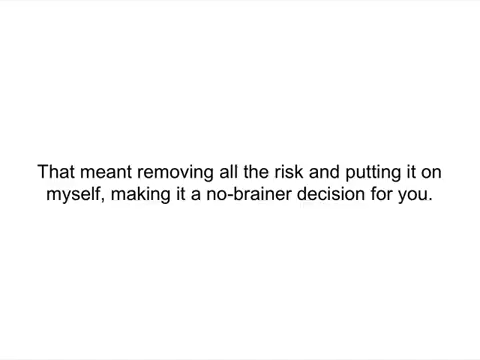 That meant removing all the risk and putting it on
myself, making it a no-brainer decision for you.